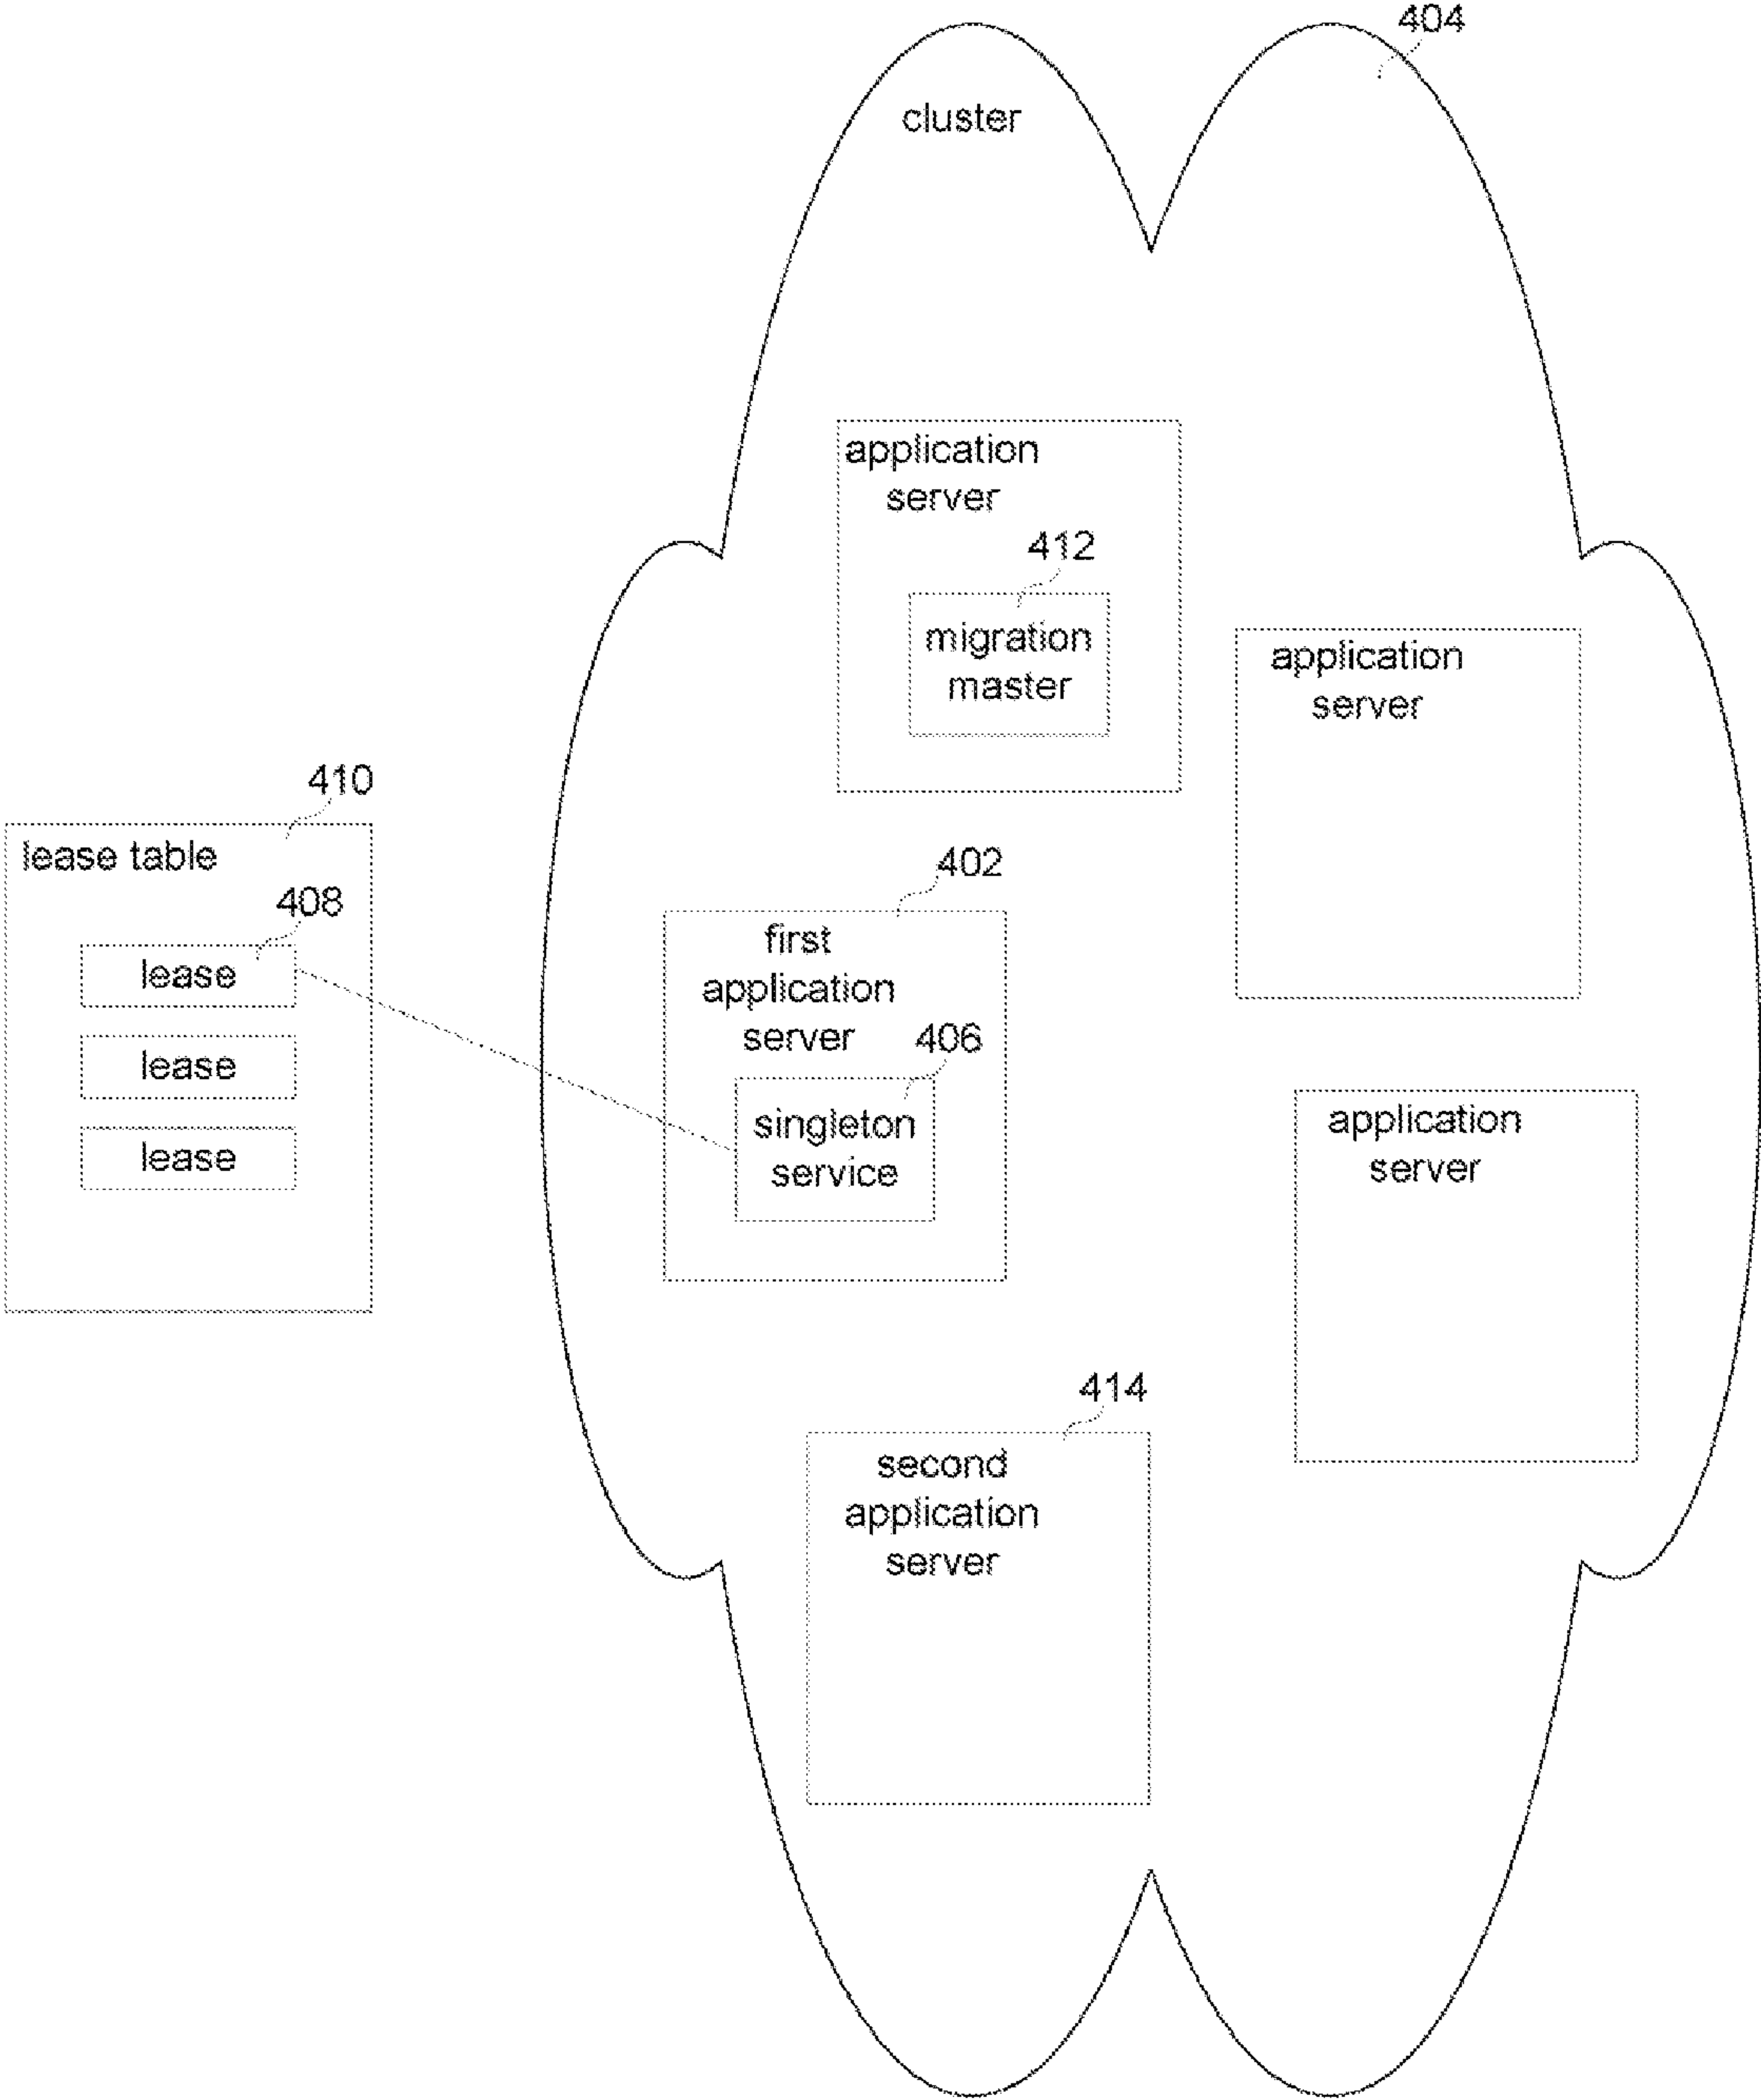 404
cluster
application
server
412
migration
master
application
server
410
lease table
408
lease
lease
lease
402
first
application
server
406
singleton
service
application
server
414
second
application
server